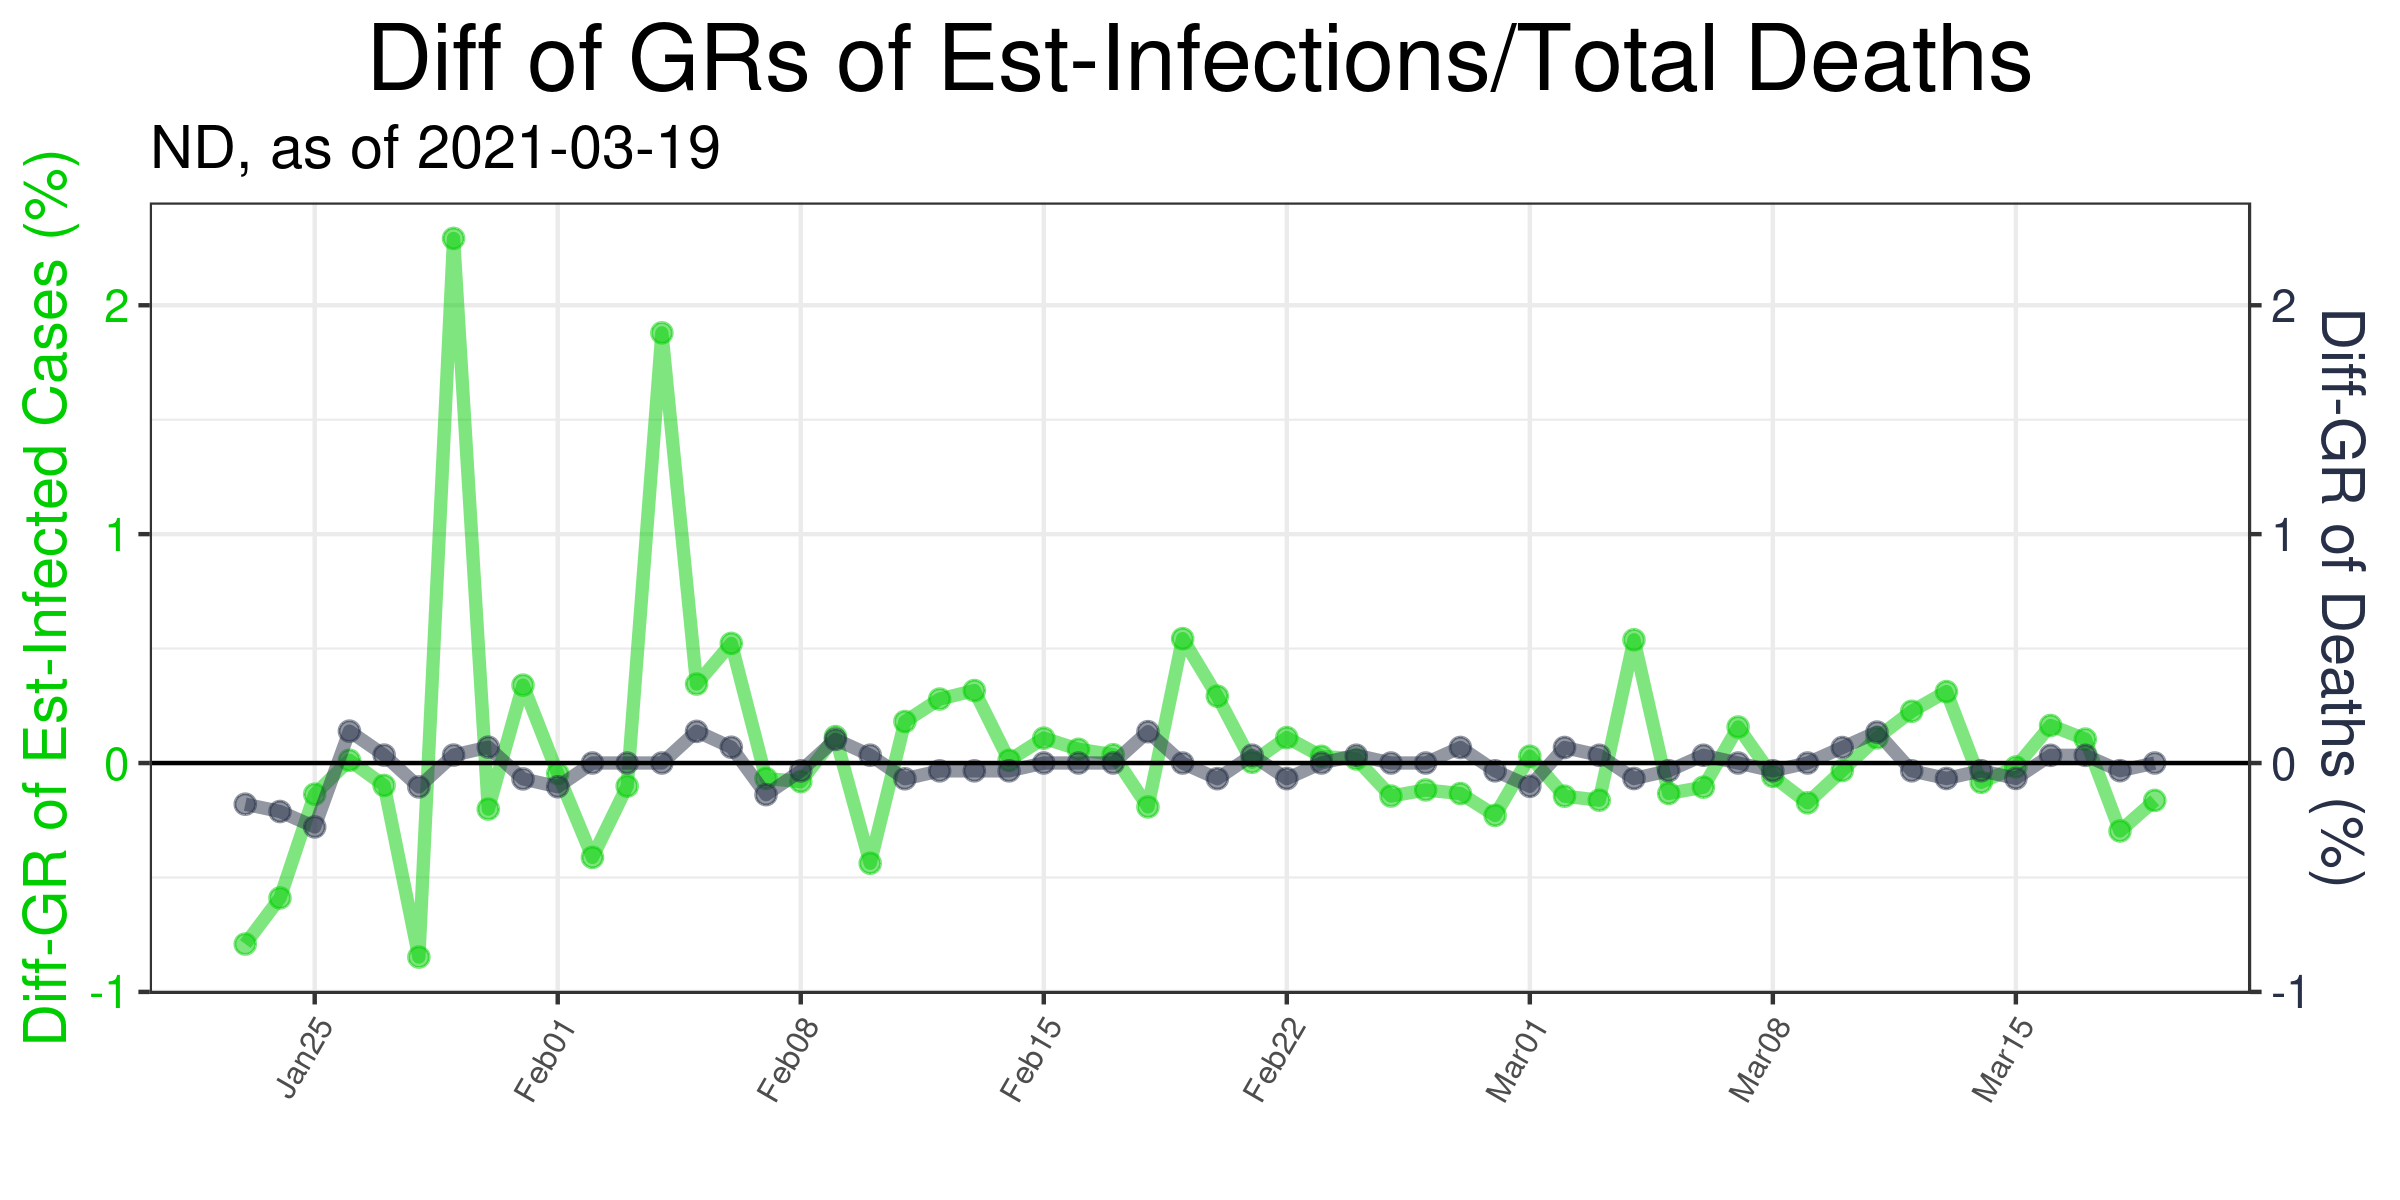 Diff of GRs of Est-Infections/Total Deaths
ND, as of 2021-03-19
Diff-GR of Est-Infected Cases (%)
2
1
0
-1
2
1
0
-1
Diff-GR of Deaths (%)
Jan25
Feb01
Feb08
Feb15
Feb22
Mar01
Mar08
Mar15